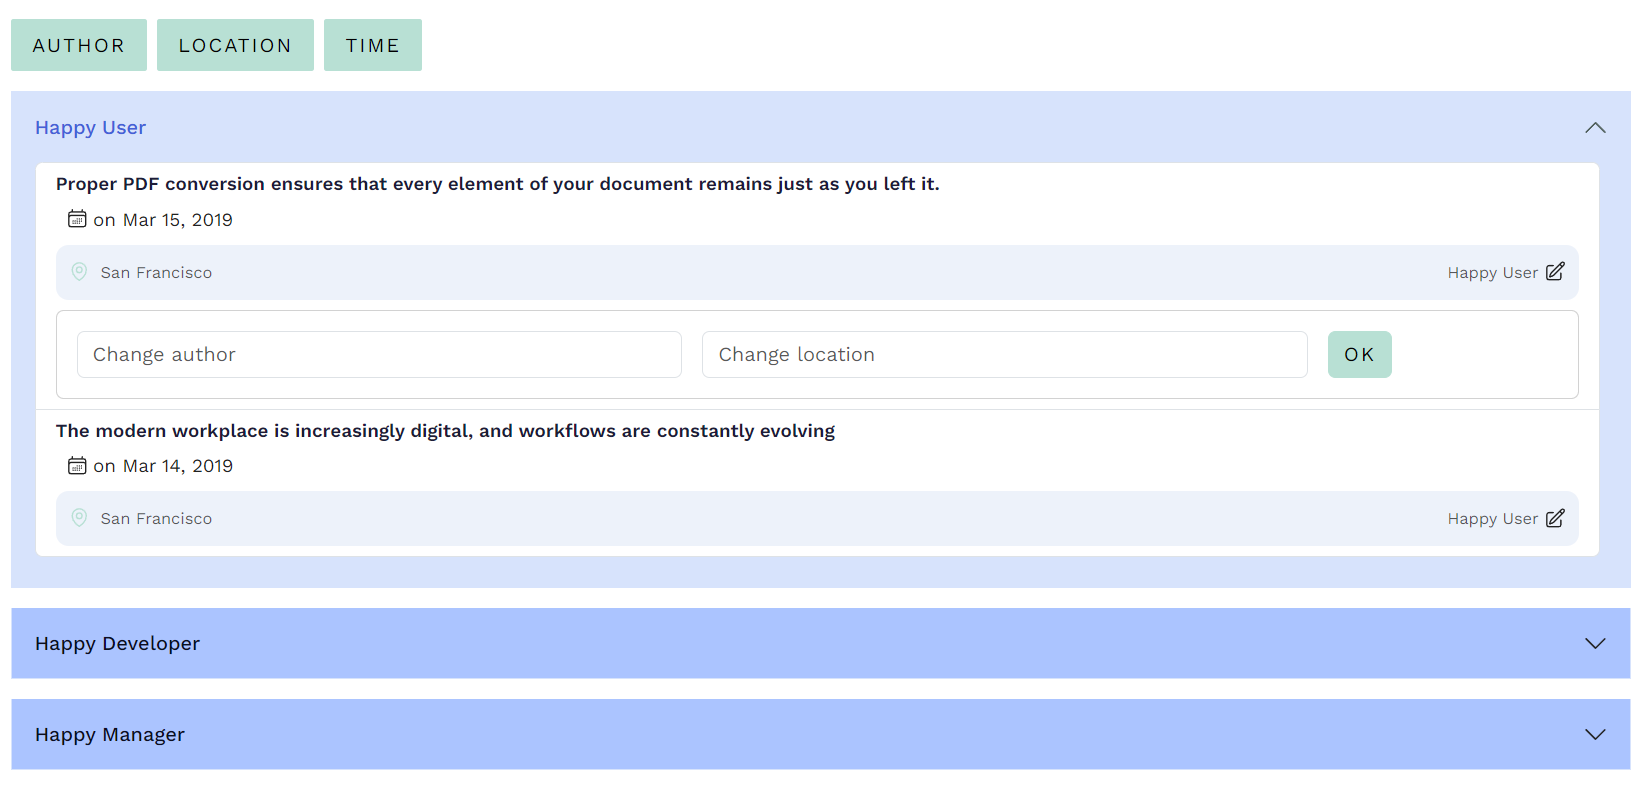 AUTHOR LOCATION TIME
Happy User
Proper PDF conversion ensures that every element of your document remains just as you left it.
on Mar 15, 2019
San Francisco Happy User
Change author Change location OK
The modern workplace is increasingly digital, and workflows are constantly evolving
on Mar 14, 2019
San Francisco Happy User
Happy Developer
Happy Manager